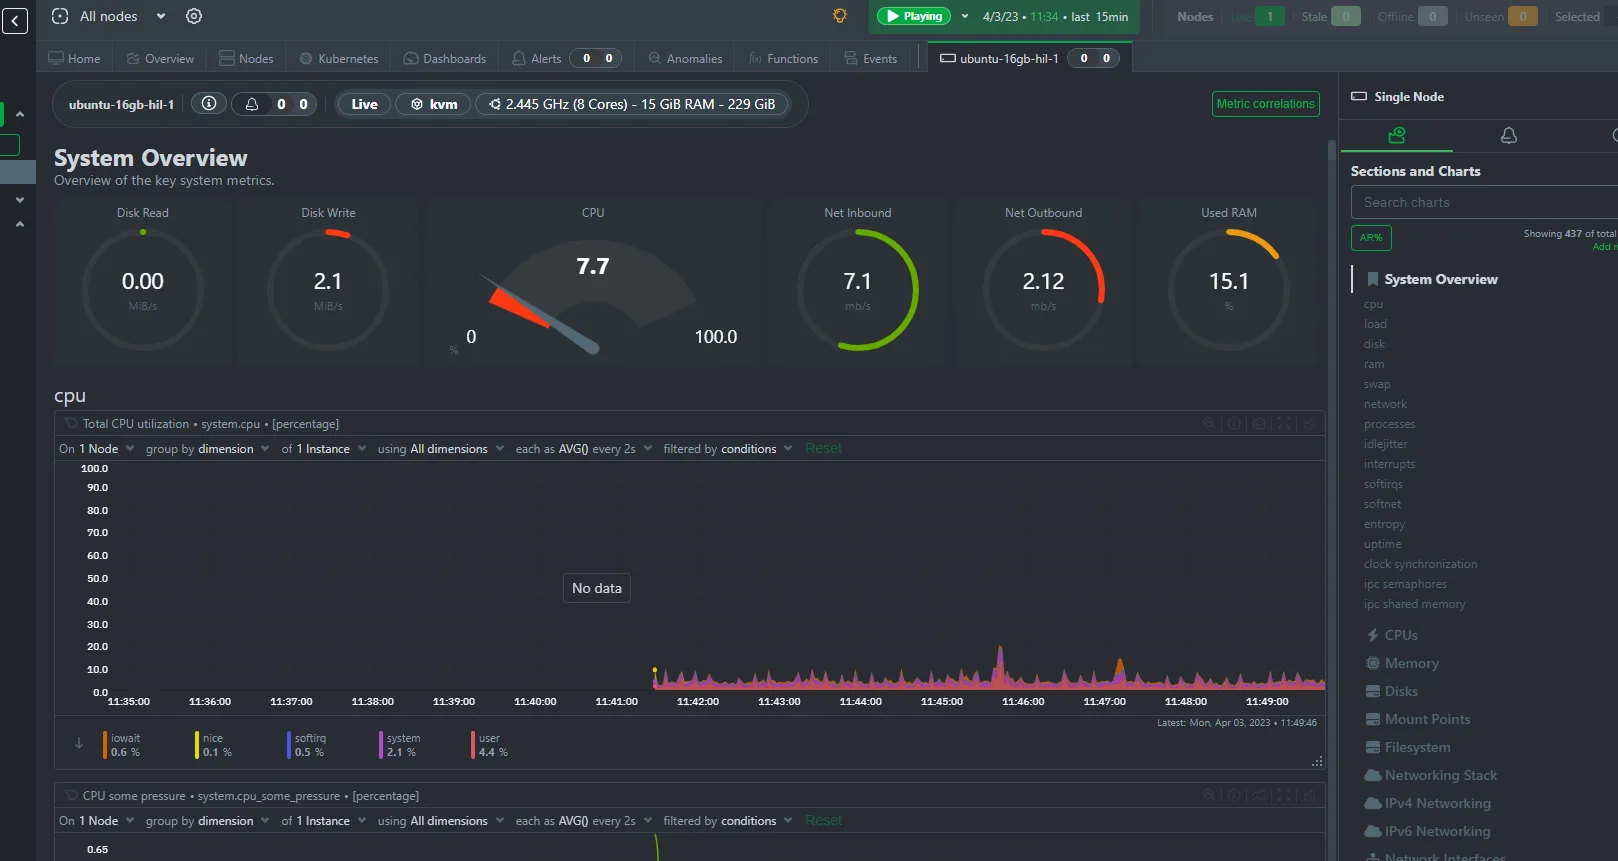 All nodes
Playing
4/3/23 • 11:34 • last 15min
Nodes
Live
1
Stale
0
Offline
0
Unseen
0
Selected
Home
Overview
Nodes
Kubernetes
Dashboards
Alerts
0 0
Anomalies
Functions
Events
ubuntu-16gb-hil-1
0 0
ubuntu-16gb-hil-1
0 0
Live
kvm
2.445 GHz (8 Cores) - 15 GiB RAM - 229 GiB
Metric correlations
System Overview
Overview of the key system metrics.
Disk Read
0.00
MiB/s
Disk Write
2.1
MiB/s
CPU
7.7
0
100.0
%
Net Inbound
7.1
mb/s
Net Outbound
2.12
mb/s
Used RAM
15.1
%
cpu
Total CPU utilization • system.cpu • [percentage]
On 1 Node group by dimension of 1 Instance using All dimensions each as AVG() every 2s filtered by conditions Reset
100.0
90.0
80.0
70.0
60.0
50.0
40.0
30.0
20.0
10.0
0.0
No data
11:35:00 11:36:00 11:37:00 11:38:00 11:39:00 11:40:00 11:41:00 11:42:00 11:43:00 11:44:00 11:45:00 11:46:00 11:47:00 11:48:00 11:49:00
Latest: Mon, Apr 03, 2023 • 11:49:46
iowait
0.6 %
nice
0.1 %
softirq
0.5 %
system
2.1 %
user
4.4 %
CPU some pressure • system.cpu_some_pressure • [percentage]
On 1 Node group by dimension of 1 Instance using All dimensions each as AVG() every 2s filtered by conditions Reset
0.65
Single Node
Sections and Charts
Search charts
AR%
Showing 437 of total
Add
System Overview
cpu
load
disk
ram
swap
network
processes
idlejitter
interrupts
softirqs
softnet
entropy
uptime
clock synchronization
ipc semaphores
ipc shared memory
CPUs
Memory
Disks
Mount Points
Filesystem
Networking Stack
IPv4 Networking
IPv6 Networking
Network Interfaces